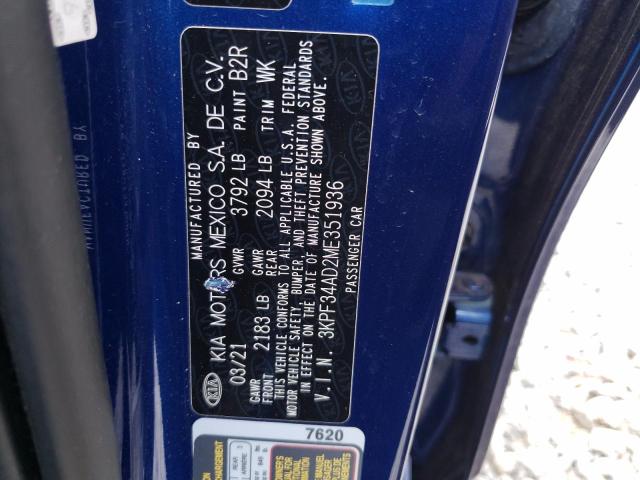 MANUFACTURED BY
KIA MOTORS MEXICO S.A. DE C.V.
03/21 GVWR 3792 LB PAINT B2R
GAWR FRONT 2183 LB GAWR REAR 2094 LB TRIM WK
THIS VEHICLE CONFORMS TO ALL APPLICABLE U.S.A. FEDERAL
MOTOR VEHICLE SAFETY, BUMPER, AND THEFT PREVENTION STANDARDS
IN EFFECT ON THE DATE OF MANUFACTURE SHOWN ABOVE.
V.I.N. 3KPF34AD2ME351936
PASSENGER CAR
KIA
7620
REAR